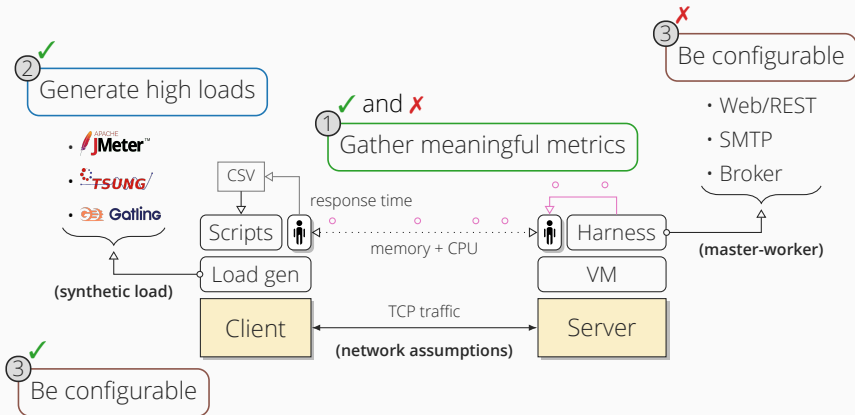 ✓
2
Generate high loads
• APACHE JMeter™
• TSUNG
• Gatling
(synthetic load)
✓ and ✗
1
Gather meaningful metrics
✗
3
Be configurable
• Web/REST
• SMTP
• Broker
(master-worker)
CSV
response time
Scripts
memory + CPU
Harness
Load gen
VM
Client
TCP traffic
Server
(network assumptions)
✓
3
Be configurable